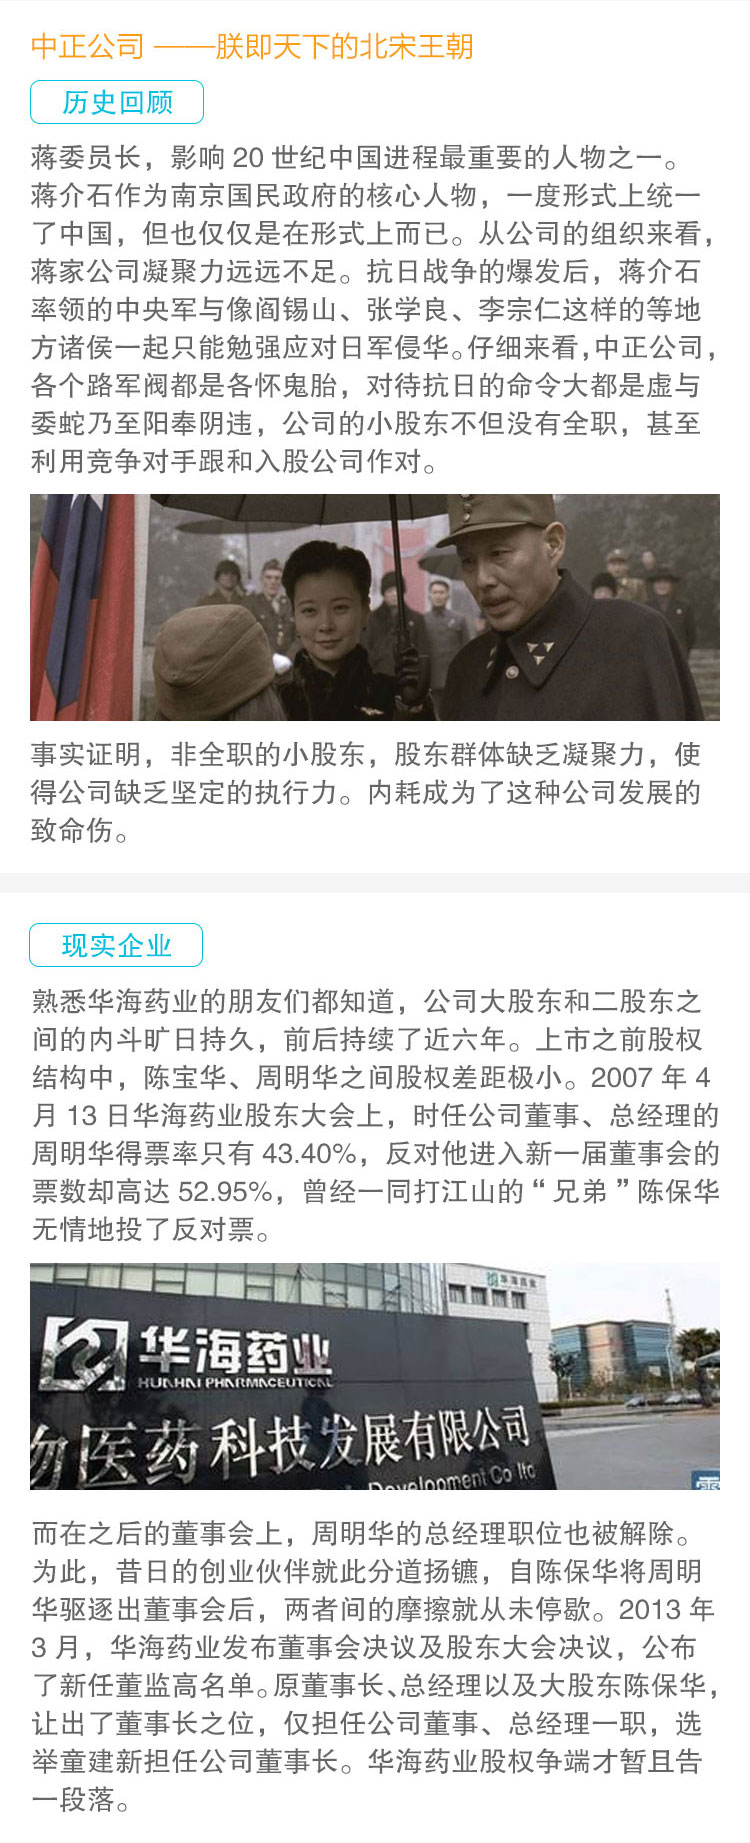 中正公司 ——朕即天下的北宋王朝
历史回顾
蒋委员长，影响 20 世纪中国进程最重要的人物之一。
蒋介石作为南京国民政府的核心人物，一度形式上统一
了中国，但也仅仅是在形式上而已。从公司的组织来看，
蒋家公司凝聚力远远不足。抗日战争的爆发后，蒋介石
率领的中央军与像阎锡山、张学良、李宗仁这样的等地
方诸侯一起只能勉强应对日军侵华。仔细来看，中正公司，
各个路军阀都是各怀鬼胎，对待抗日的命令大都是虚与
委蛇乃至阳奉阴违，公司的小股东不但没有全职，甚至
利用竞争对手跟和入股公司作对。
事实证明，非全职的小股东，股东群体缺乏凝聚力，使
得公司缺乏坚定的执行力。内耗成为了这种公司发展的
致命伤。
现实企业
熟悉华海药业的朋友们都知道，公司大股东和二股东之
间的内斗旷日持久，前后持续了近六年。上市之前股权
结构中，陈宝华、周明华之间股权差距极小。2007 年 4
月 13 日华海药业股东大会上，时任公司董事、总经理的
周明华得票率只有 43.40%，反对他进入新一届董事会的
票数却高达 52.95%，曾经一同打江山的“兄弟”陈保华
无情地投了反对票。
华海药业
华海药业
HUAHAI PHARMACEUTICAL
物医药科技发展有限公司
Development Co ltd
而在之后的董事会上，周明华的总经理职位也被解除。
为此，昔日的创业伙伴就此分道扬镳，自陈保华将周明
华驱逐出董事会后，两者间的摩擦就从未停歇。2013 年
3 月，华海药业发布董事会决议及股东大会决议，公布
了新任董监高名单。原董事长、总经理以及大股东陈保华，
让出了董事长之位，仅担任公司董事、总经理一职，选
举童建新担任公司董事长。华海药业股权争端才暂且告
一段落。